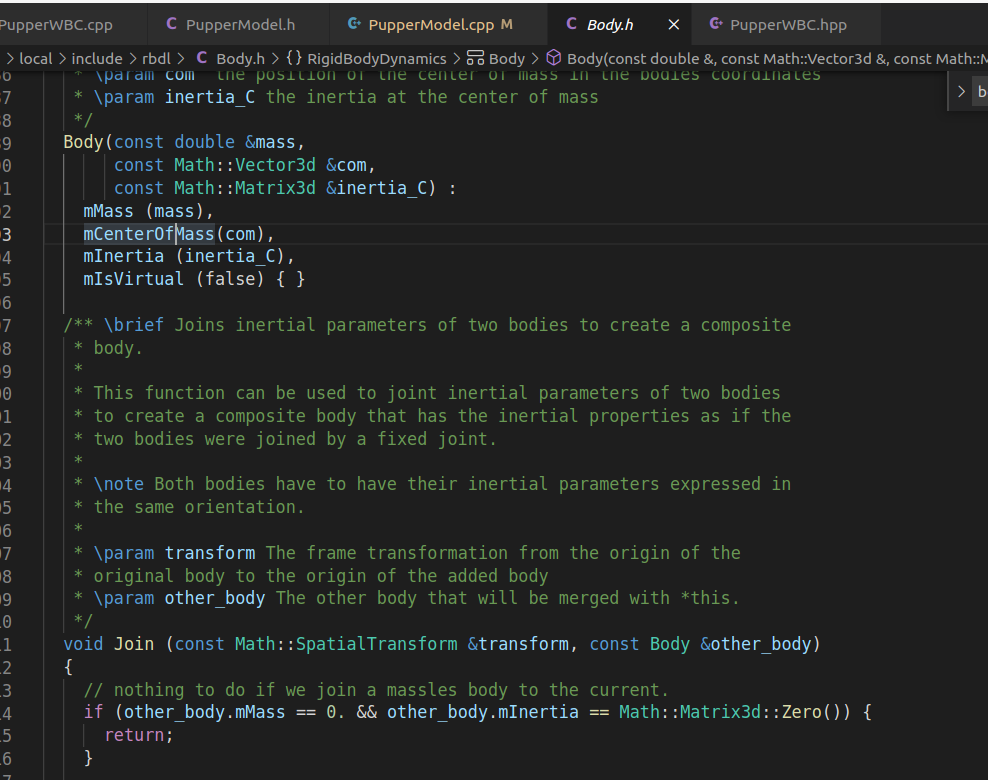 PupperWBC.cpp C PupperModel.h PupperModel.cpp M C Body.h × PupperWBC.hpp
> local > include > rbdl > C Body.h > {} RigidBodyDynamics > Body > Body(const double &, const Math::Vector3d &, const Math::M
6 * \param com the position of the center of mass in the bodies coordinates
7 * \param inertia_C the inertia at the center of mass > b
8 */
9 Body(const double &mass,
0 const Math::Vector3d &com,
1 const Math::Matrix3d &inertia_C) :
2 mMass (mass),
3 mCenterOfMass(com),
4 mInertia (inertia_C),
5 mIsVirtual (false) { }
6
7 /** \brief Joins inertial parameters of two bodies to create a composite
8 * body.
9 *
0 * This function can be used to joint inertial parameters of two bodies
1 * to create a composite body that has the inertial properties as if the
2 * two bodies were joined by a fixed joint.
3 *
4 * \note Both bodies have to have their inertial parameters expressed in
5 * the same orientation.
6 *
7 * \param transform The frame transformation from the origin of the
8 * original body to the origin of the added body
9 * \param other_body The other body that will be merged with *this.
10 */
11 void Join (const Math::SpatialTransform &transform, const Body &other_body)
12 {
13 // nothing to do if we join a massles body to the current.
14 if (other_body.mMass == 0. && other_body.mInertia == Math::Matrix3d::Zero()) {
15 return;
16 }